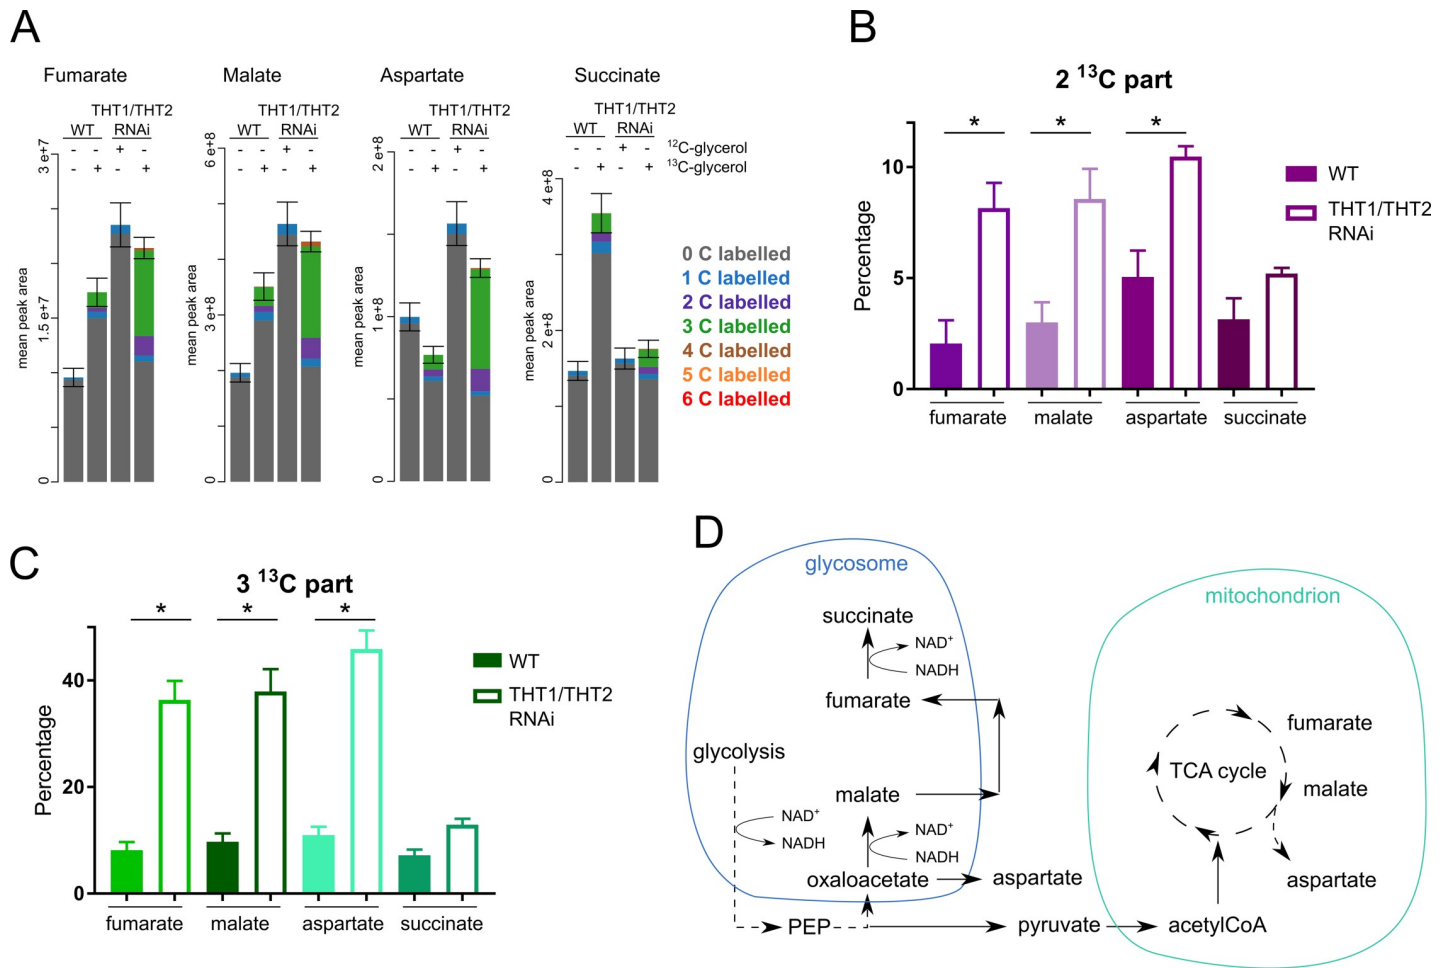 A
Fumarate
Malate
Aspartate
Succinate
THT1/THT2
WT RNAi
THT1/THT2
WT RNAi
THT1/THT2
WT RNAi
THT1/THT2
WT RNAi
- - + -
- + - +
- - + -
- + - +
- - + -
- + - +
- - + - ¹²C-glycerol
- + - + ¹³C-glycerol
mean peak area
0
1.5 e+7
3 e+7
mean peak area
0
3 e+8
6 e+8
mean peak area
0
1 e+8
2 e+8
mean peak area
0
2 e+8
4 e+8
0 C labelled
1 C labelled
2 C labelled
3 C labelled
4 C labelled
5 C labelled
6 C labelled
B
2 ¹³C part
* * *
Percentage
10
5
0
fumarate malate aspartate succinate
WT
THT1/THT2
RNAi
C
3 ¹³C part
* * *
Percentage
40
20
0
fumarate malate aspartate succinate
WT
THT1/THT2
RNAi
D
glycosome
succinate
NAD⁺
NADH
fumarate
glycolysis
malate
NAD⁺
NADH
NAD⁺
NADH
oxaloacetate
aspartate
PEP
pyruvate
mitochondrion
fumarate
TCA cycle
malate
aspartate
acetylCoA